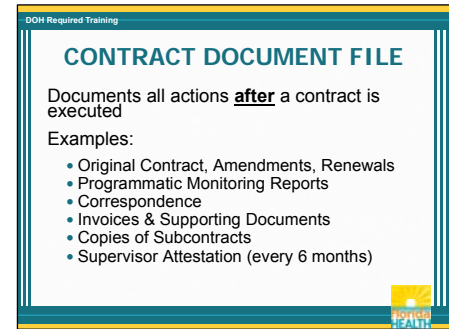 DOH Required Training
CONTRACT DOCUMENT FILE
Documents all actions after a contract is
executed
Examples:
• Original Contract, Amendments, Renewals
• Programmatic Monitoring Reports
• Correspondence
• Invoices & Supporting Documents
• Copies of Subcontracts
• Supervisor Attestation (every 6 months)
Florida
HEALTH